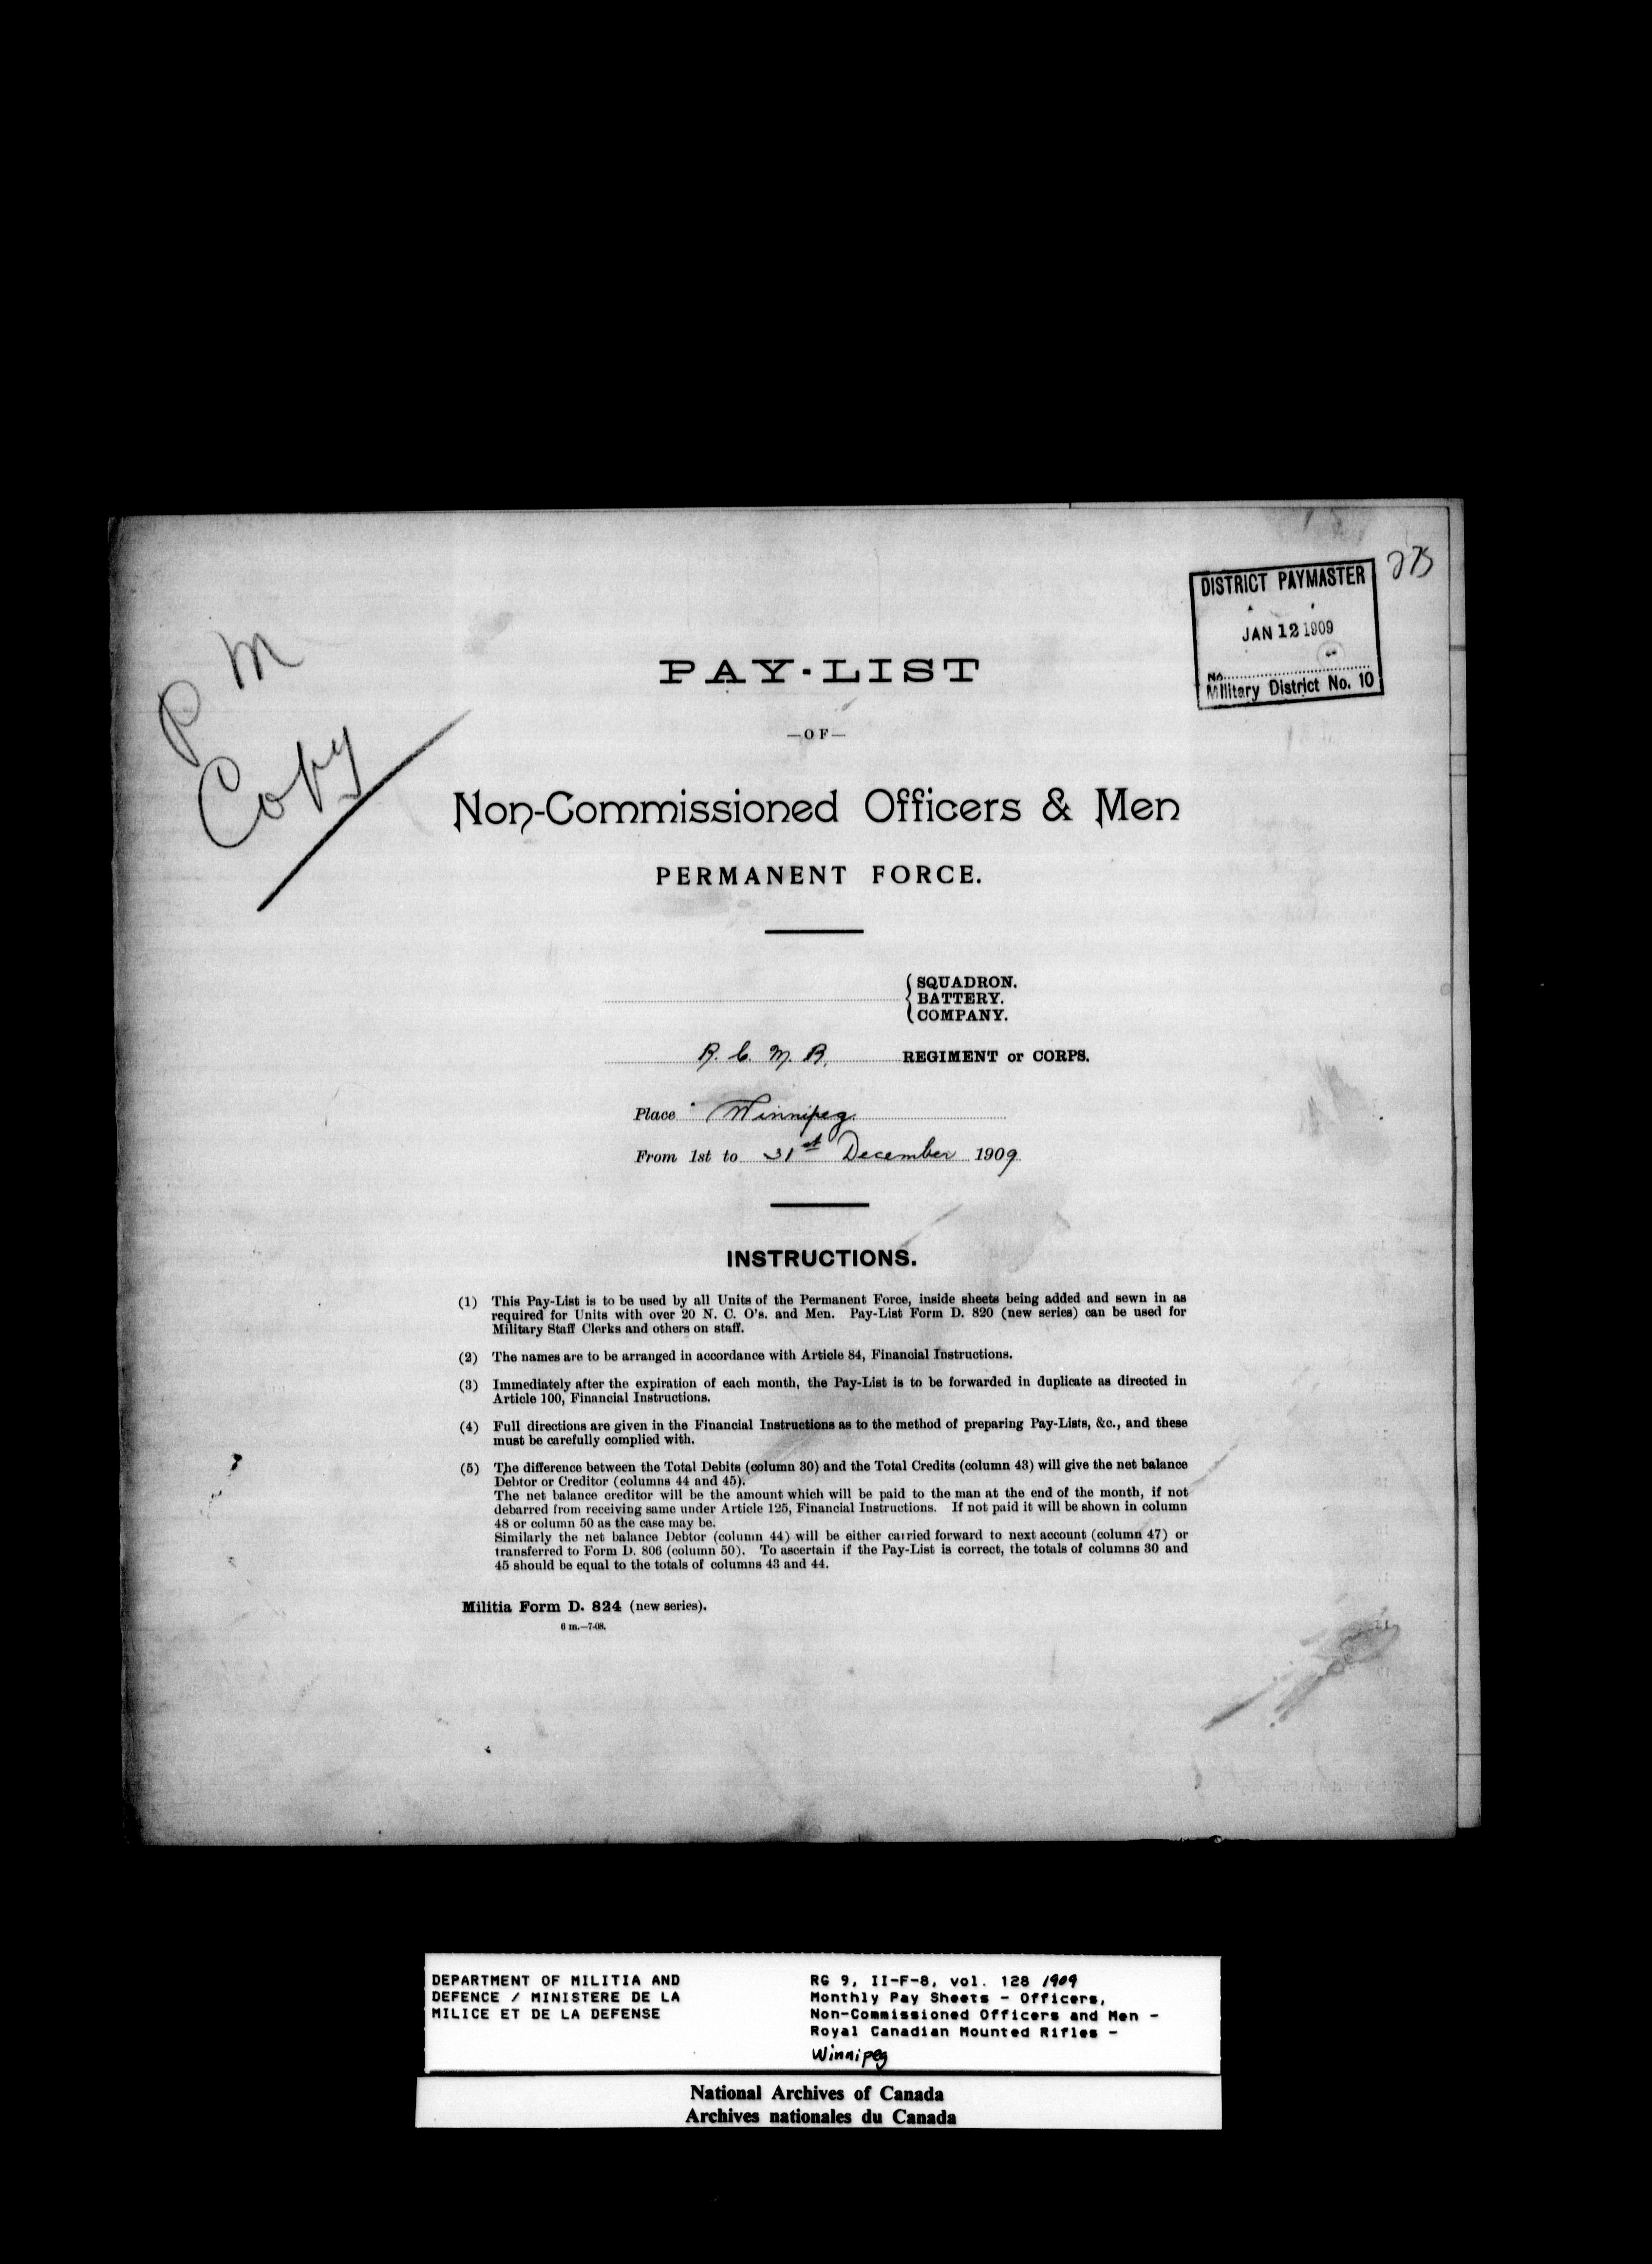 275
DISTRICT PAYMASTER
JAN 12 1909
No.
Military District No. 10
P M
Copy
PAY-LIST
—OF—
Non-Commissioned Officers & Men
PERMANENT FORCE.
SQUADRON.
BATTERY.
COMPANY.
R. C. M. R. REGIMENT or CORPS.
Place Winnipeg.
From 1st to 31st December 1909
INSTRUCTIONS.
(1) This Pay-List is to be used by all Units of the Permanent Force, inside sheets being added and sewn in as
required for Units with over 20 N. C. O's. and Men. Pay-List Form D. 820 (new series) can be used for
Military Staff Clerks and others on staff.
(2) The names are to be arranged in accordance with Article 84, Financial Instructions.
(3) Immediately after the expiration of each month, the Pay-List is to be forwarded in duplicate as directed in
Article 100, Financial Instructions.
(4) Full directions are given in the Financial Instructions as to the method of preparing Pay-Lists, &c., and these
must be carefully complied with.
(5) The difference between the Total Debits (column 30) and the Total Credits (column 43) will give the net balance
Debtor or Creditor (columns 44 and 45).
The net balance creditor will be the amount which will be paid to the man at the end of the month, if not
debarred from receiving same under Article 125, Financial Instructions. If not paid it will be shown in column
48 or column 50 as the case may be.
Similarly the net balance Debtor (column 44) will be either carried forward to next account (column 47) or
transferred to Form D. 806 (column 50). To ascertain if the Pay-List is correct, the totals of columns 30 and
45 should be equal to the totals of columns 43 and 44.
Militia Form D. 824 (new series).
6 m.—7-08.
DEPARTMENT OF MILITIA AND
DEFENCE / MINISTERE DE LA
MILICE ET DE LA DEFENSE
RG 9, II-F-8, vol. 128 1909
Monthly Pay Sheets - Officers,
Non-Commissioned Officers and Men -
Royal Canadian Mounted Rifles -
Winnipeg
National Archives of Canada
Archives nationales du Canada